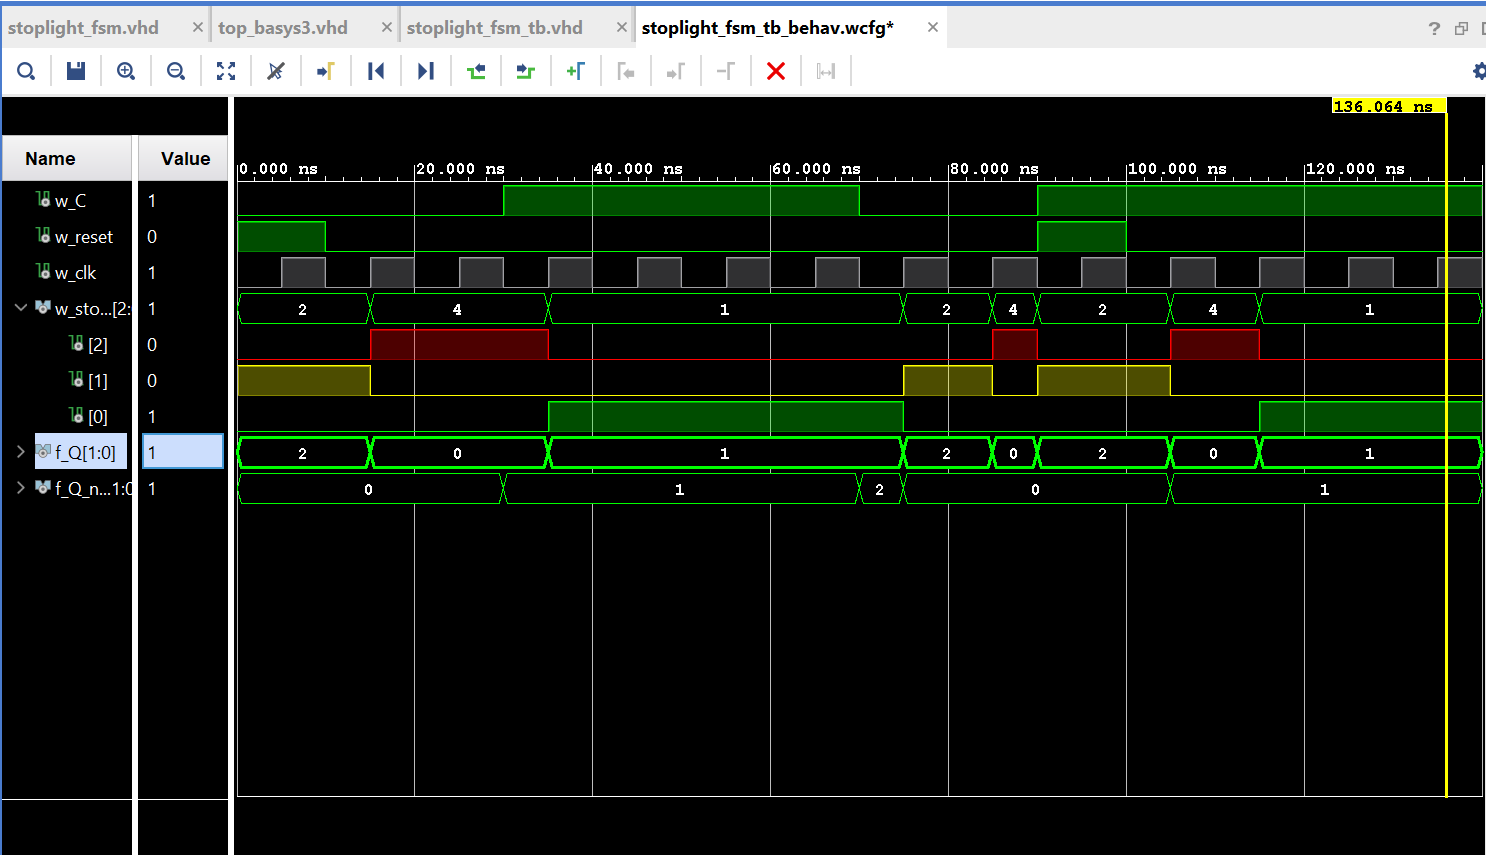 stoplight_fsm.vhd × top_basys3.vhd × stoplight_fsm_tb.vhd × stoplight_fsm_tb_behav.wcfg* × ?
136.064 ns
Name Value
0.000 ns 20.000 ns 40.000 ns 60.000 ns 80.000 ns 100.000 ns 120.000 ns
w_C 1
w_reset 0
w_clk 1
w_sto...[2: 1 2 4 1 2 4 2 4 1
[2] 0
[1] 0
[0] 1
f_Q[1:0] 1 2 0 1 2 0 2 0 1
f_Q_n...1:0 1 0 1 2 0 1